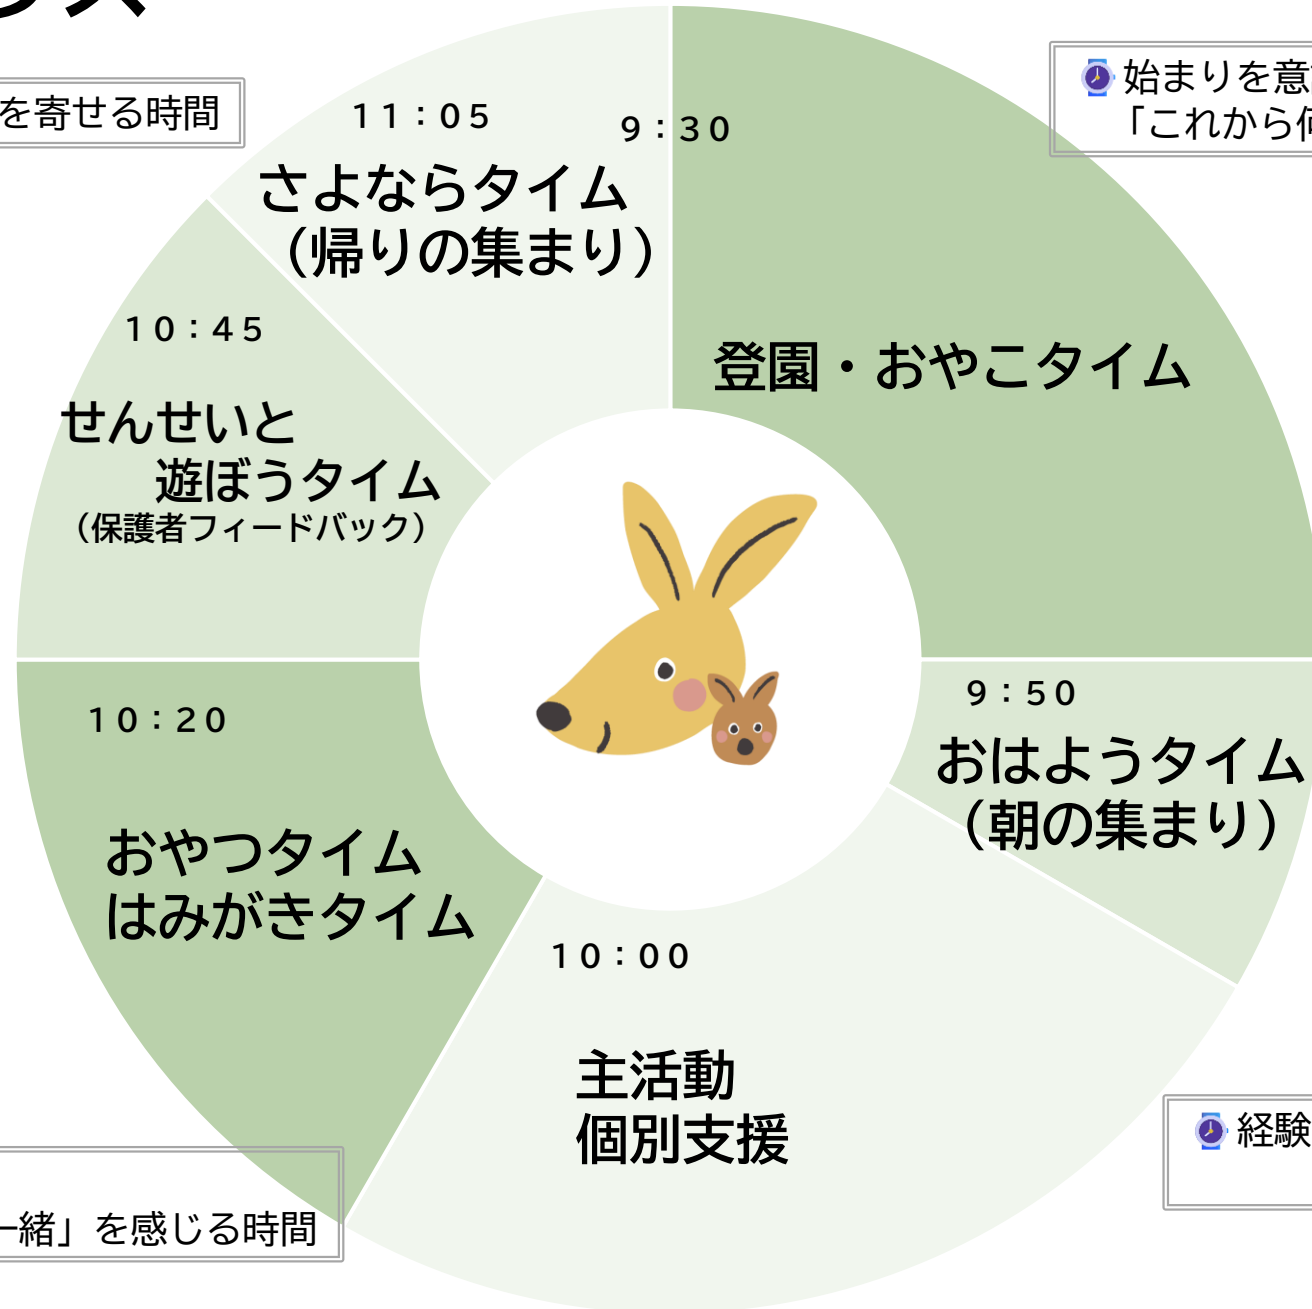 ラス
を寄せる時間
11：05
さよならタイム
（帰りの集まり）
9：30
登園・おやこタイム
始まりを意
「これから
10：45
せんせいと
遊ぼうタイム
（保護者フィードバック）
9：50
おはようタイム
（朝の集まり）
10：20
おやつタイム
はみがきタイム
10：00
主活動
個別支援
経験
一緒」を感じる時間